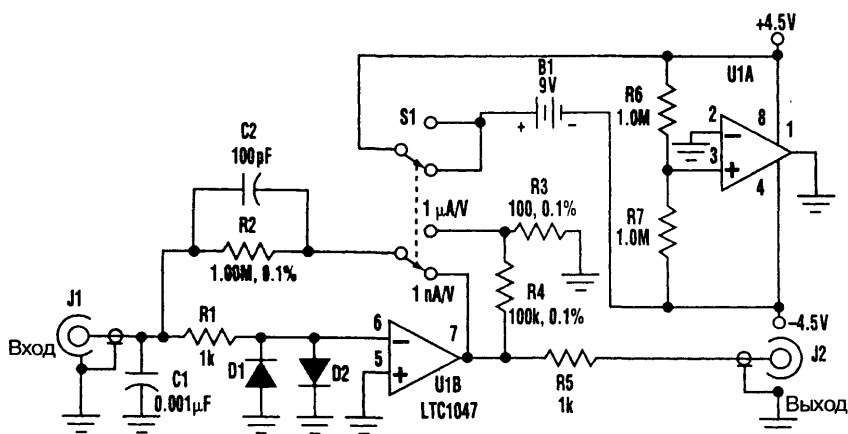 +4.5V
B1
9V
U1A
R6
1.0M
S1
2
8
1
3
4
+
−
C2
100pF
R2
1.00M, 0.1%
1 µA/V
R3
100, 0.1%
R7
1.0M
1 nA/V
R4
100k, 0.1%
−4.5V
J1
Вход
R1
1k
6
7
5
D1
D2
U1B
LTC1047
C1
0.001µF
R5
1k
J2
Выход